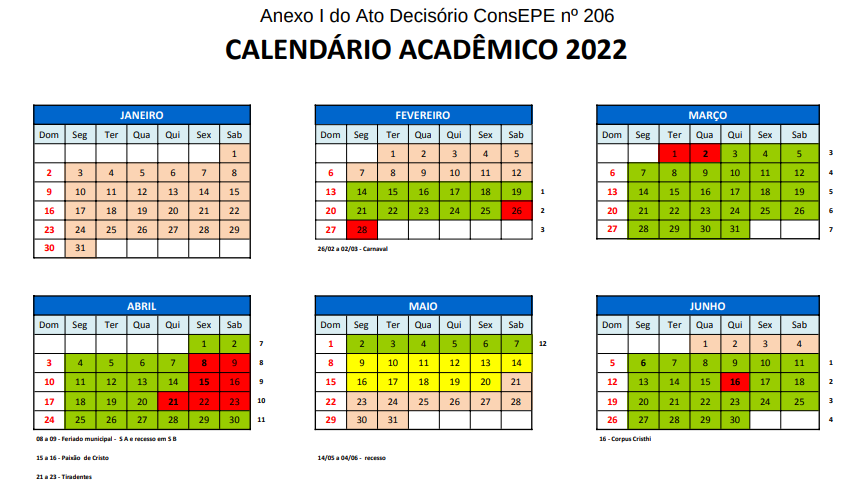 Anexo I do Ato Decisório ConsEPE nº 206
CALENDÁRIO ACADÊMICO 2022
JANEIRO
Dom Seg Ter Qua Qui Sex Sab
1
2 3 4 5 6 7 8
9 10 11 12 13 14 15
16 17 18 19 20 21 22
23 24 25 26 27 28 29
30 31
FEVEREIRO
Dom Seg Ter Qua Qui Sex Sab
1 2 3 4 5
6 7 8 9 10 11 12
13 14 15 16 17 18 19 1
20 21 22 23 24 25 26 2
27 28 3
26/02 a 02/03 - Carnaval
MARÇO
Dom Seg Ter Qua Qui Sex Sab
1 2 3 4 5 3
6 7 8 9 10 11 12 4
13 14 15 16 17 18 19 5
20 21 22 23 24 25 26 6
27 28 29 30 31 7
ABRIL
Dom Seg Ter Qua Qui Sex Sab
1 2 7
3 4 5 6 7 8 9 8
10 11 12 13 14 15 16 9
17 18 19 20 21 22 23 10
24 25 26 27 28 29 30 11
08 a 09 - Feriado municipal - S A e recesso em S B
15 a 16 - Paixão de Cristo
21 a 23 - Tiradentes
MAIO
Dom Seg Ter Qua Qui Sex Sab
1 2 3 4 5 6 7 12
8 9 10 11 12 13 14
15 16 17 18 19 20 21
22 23 24 25 26 27 28
29 30 31
14/05 a 04/06 - recesso
JUNHO
Dom Seg Ter Qua Qui Sex Sab
1 2 3 4
5 6 7 8 9 10 11 1
12 13 14 15 16 17 18 2
19 20 21 22 23 24 25 3
26 27 28 29 30 4
16 - Corpus Cristhi